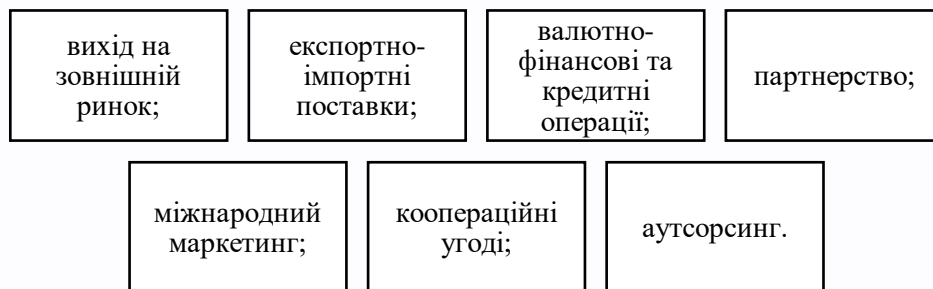 вихід на
зовнішній
ринок;
експортно-
імпортні
поставки;
валютно-
фінансові та
кредитні
операції;
партнерство;
міжнародний
маркетинг;
коопераційні
угоді;
аутсорсинг.